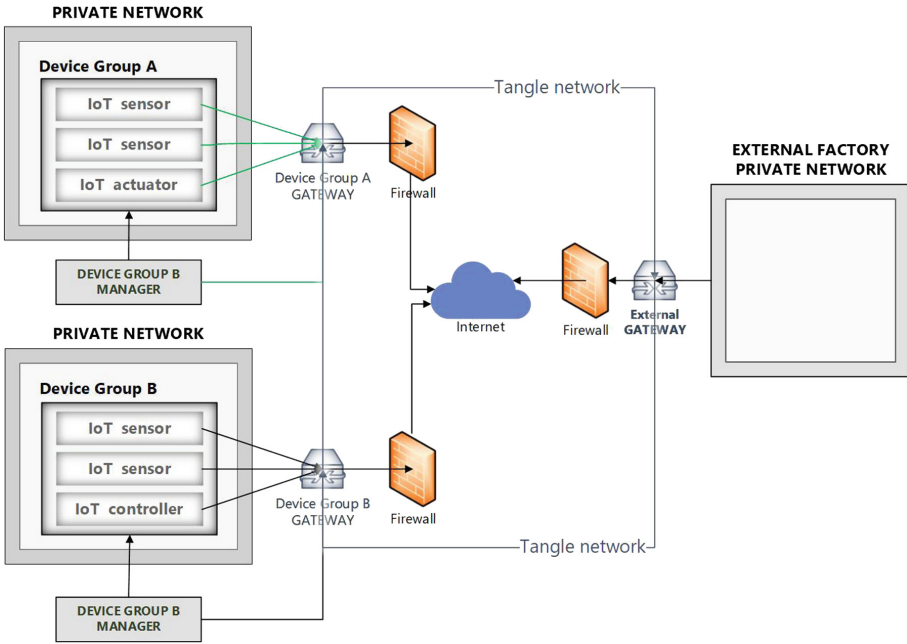 PRIVATE NETWORK
Device Group A
IoT sensor
IoT sensor
IoT actuator
DEVICE GROUP B
MANAGER
Device Group A
GATEWAY
Firewall
Tangle network
Internet
Firewall
External
GATEWAY
EXTERNAL FACTORY
PRIVATE NETWORK
PRIVATE NETWORK
Device Group B
IoT sensor
IoT sensor
IoT controller
DEVICE GROUP B
MANAGER
Device Group B
GATEWAY
Firewall
Tangle network